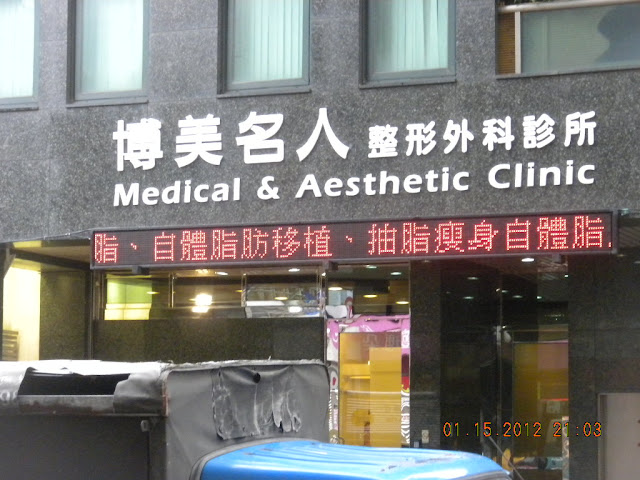 博美名人 整形外科診所
Medical & Aesthetic Clinic
脂、自體脂肪移植、抽脂瘦身自體脂
01.15.2012 21:03